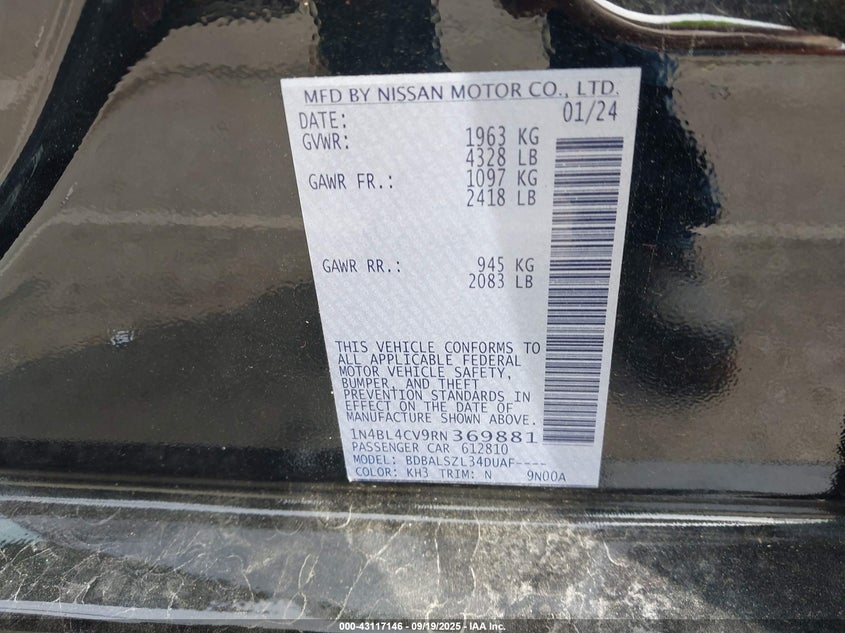 MFD BY NISSAN MOTOR CO., LTD.
DATE: 01/24
GVWR: 1963 KG
4328 LB
GAWR FR.: 1097 KG
2418 LB
GAWR RR.: 945 KG
2083 LB
THIS VEHICLE CONFORMS TO
ALL APPLICABLE FEDERAL
MOTOR VEHICLE SAFETY,
BUMPER, AND THEFT
PREVENTION STANDARDS IN
EFFECT ON THE DATE OF
MANUFACTURE SHOWN ABOVE.
1N4BL4CV9RN369881
PASSENGER CAR 612810
MODEL: BDBALSZL34DUAF----
COLOR: KH3 TRIM: N 9N00A
000-43117146 - 09/19/2025 - IAA Inc.